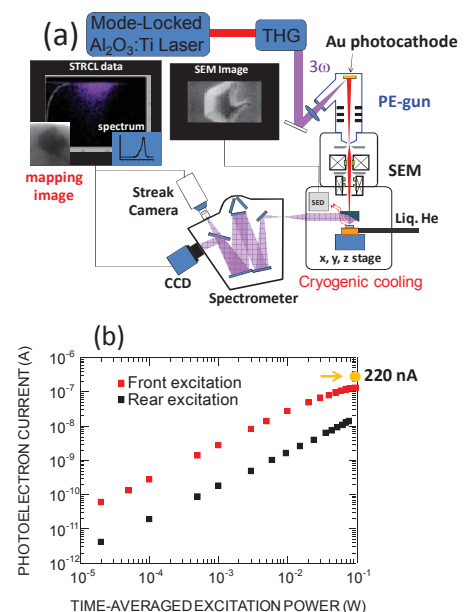 (a)
Mode-Locked
Al2O3:Ti Laser
THG
Au photocathode
STRCL data
SEM Image
3ω
PE-gun
spectrum
mapping
image
SEM
Streak
Camera
SED
Liq. He
CCD
x, y, z stage
Spectrometer
Cryogenic cooling
(b)
PHOTOELECTRON CURRENT (A)
10^-6
10^-7
10^-8
10^-9
10^-10
10^-11
10^-12
Front excitation
Rear excitation
220 nA
10^-5
10^-4
10^-3
10^-2
10^-1
TIME-AVERAGED EXCITATION POWER (W)